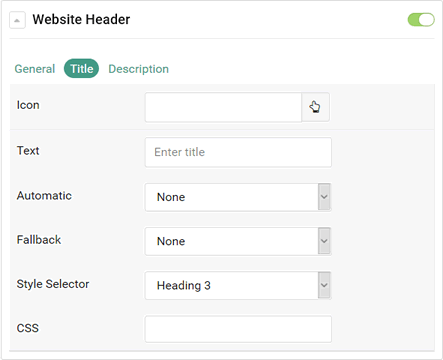 Website Header
General Title Description
Icon
Text Enter title
Automatic None
Fallback None
Style Selector Heading 3
CSS